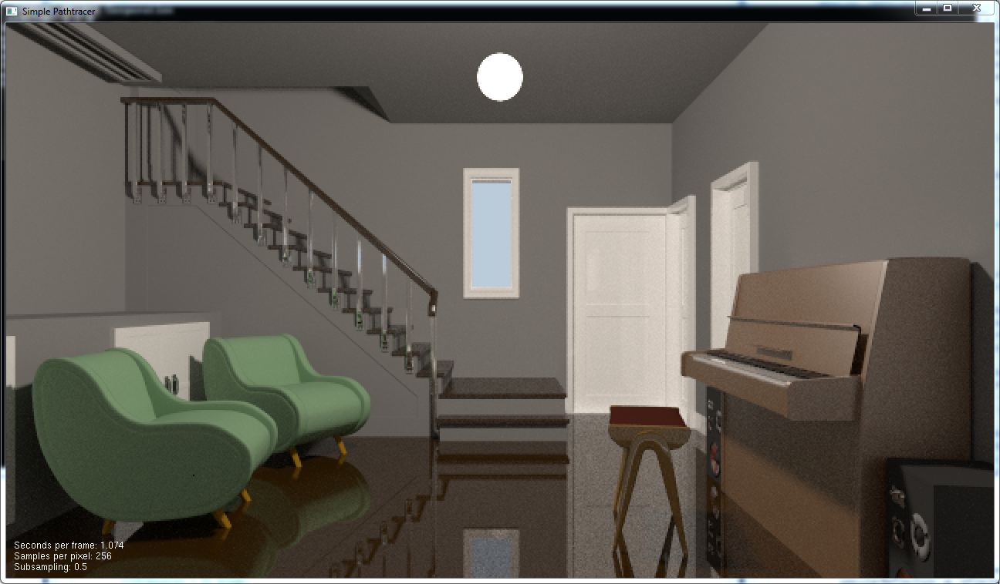 Simple Pathtracer
Seconds per frame: 1.074
Samples per pixel: 256
Subsampling: 0.5